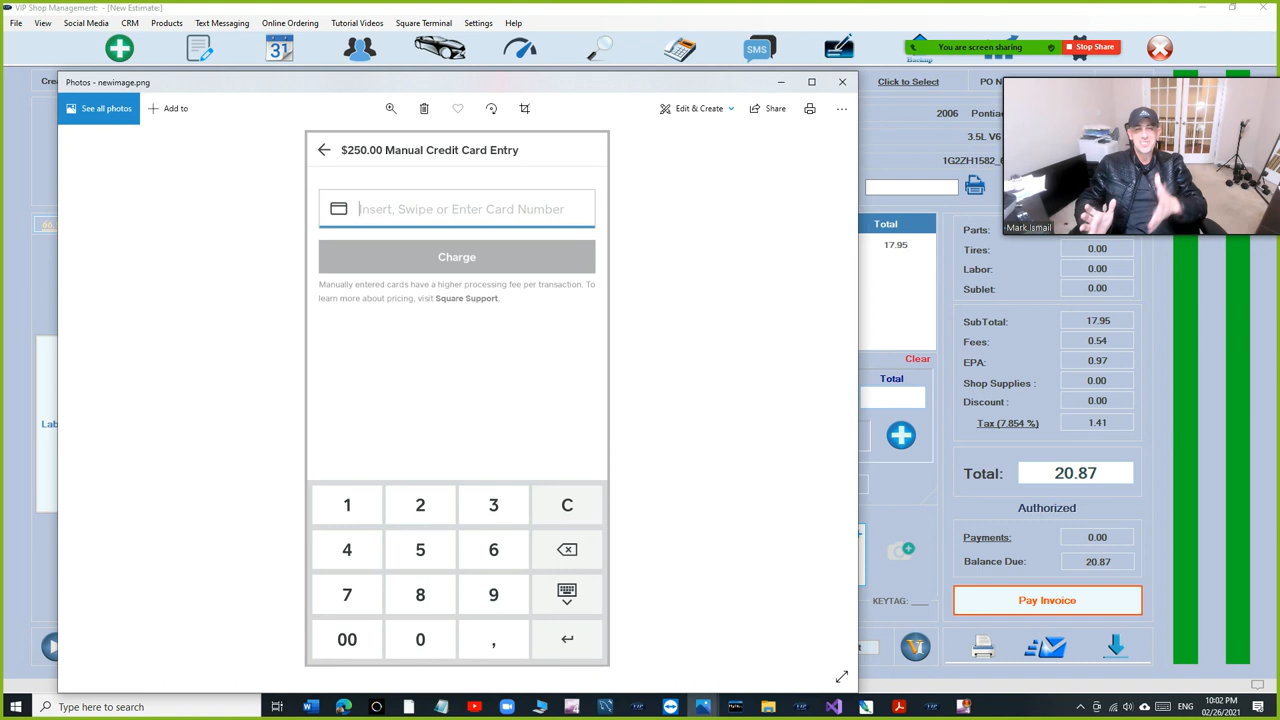 VIP Shop Management: - [New Estimate:]
File View Social Media CRM Products Text Messaging Online Ordering Tutorial Videos Square Terminal Settings Help
31
SMS
Backup
You are screen sharing
Stop Share
Photos - newimage.png
Click to Select
PO N
See all photos
Add to
Edit & Create
Share
2006 Pontia
3.5L V6
1G2ZH1582_6
$250.00 Manual Credit Card Entry
Insert, Swipe or Enter Card Number
Charge
Manually entered cards have a higher processing fee per transaction. To
learn more about pricing, visit Square Support.
1 2 3 C
4 5 6
7 8 9
00 0 ,
Mark Ismail
Total
17.95
Clear
Total
KEYTAG: ____
Parts:
Tires: 0.00
Labor: 0.00
Sublet: 0.00
SubTotal: 17.95
Fees: 0.54
EPA: 0.97
Shop Supplies : 0.00
Discount : 0.00
Tax (7.854 %) 1.41
Total: 20.87
Authorized
Payments: 0.00
Balance Due: 20.87
Pay Invoice
Type here to search
ENG
10:02 PM
02/26/2021